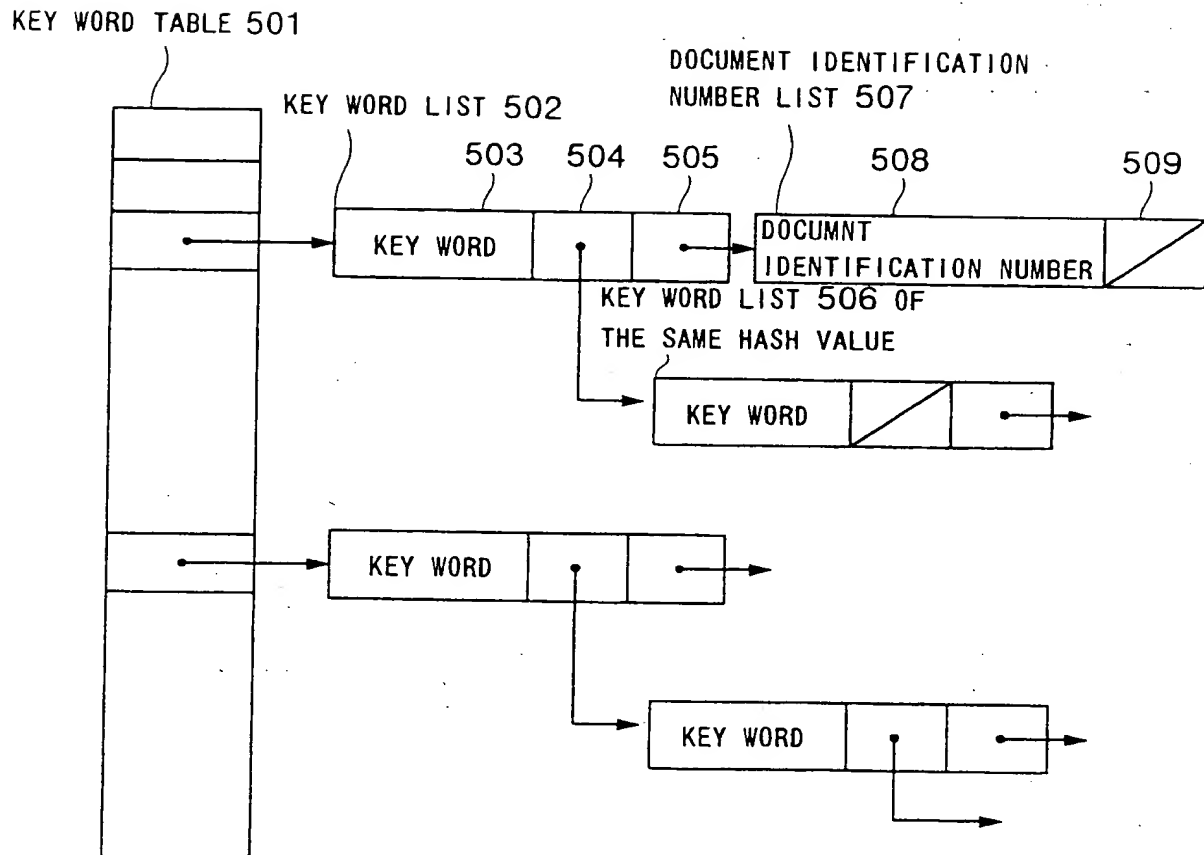 KEY WORD TABLE 501
DOCUMENT IDENTIFICATION
NUMBER LIST 507
KEY WORD LIST 502
503 504 505 508 509
KEY WORD
DOCUMNT
IDENTIFICATION NUMBER
KEY WORD LIST 506 OF
THE SAME HASH VALUE
KEY WORD
KEY WORD
KEY WORD